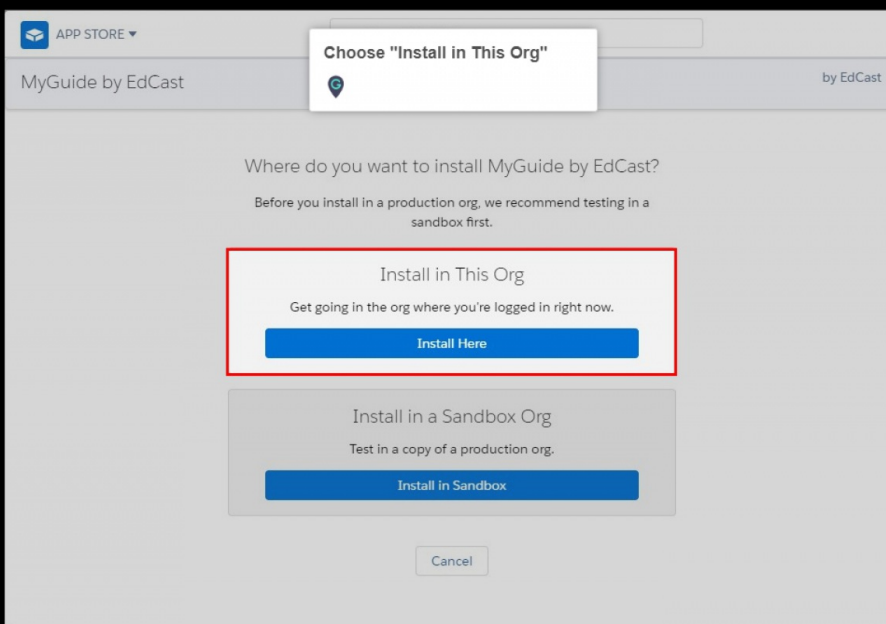 APP STORE
Choose "Install in This Org"
G
MyGuide by EdCast
by EdCast
Where do you want to install MyGuide by EdCast?
Before you install in a production org, we recommend testing in a
sandbox first.
Install in This Org
Get going in the org where you're logged in right now.
Install Here
Install in a Sandbox Org
Test in a copy of a production org.
Install in Sandbox
Cancel